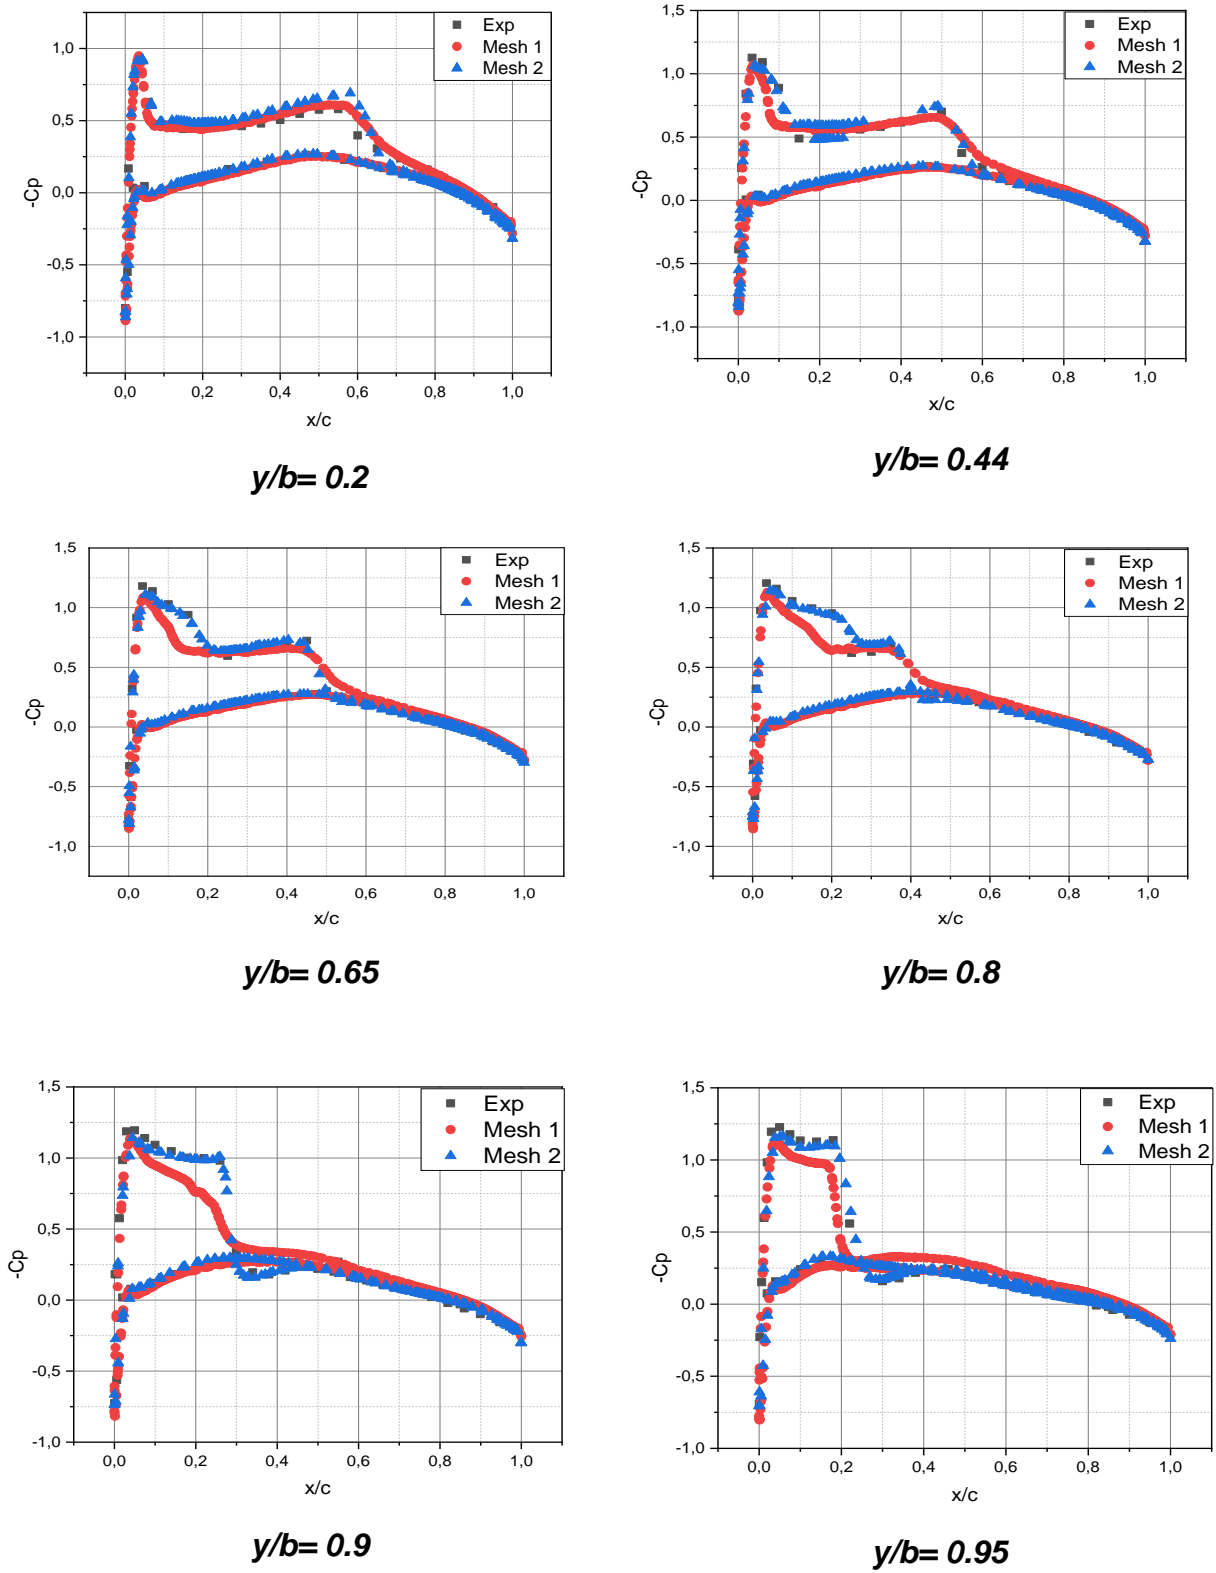 Exp
Mesh 1
Mesh 2
1,0
0,5
0,0
-0,5
-1,0
-Cp
0,0 0,2 0,4 0,6 0,8 1,0
x/c
y/b= 0.2
Exp
Mesh 1
Mesh 2
1,5
1,0
0,5
0,0
-0,5
-1,0
-Cp
0,0 0,2 0,4 0,6 0,8 1,0
x/c
y/b= 0.44
Exp
Mesh 1
Mesh 2
1,5
1,0
0,5
0,0
-0,5
-1,0
-Cp
0,0 0,2 0,4 0,6 0,8 1,0
x/c
y/b= 0.65
Exp
Mesh 1
Mesh 2
1,5
1,0
0,5
0,0
-0,5
-1,0
-Cp
0,0 0,2 0,4 0,6 0,8 1,0
x/c
y/b= 0.8
Exp
Mesh 1
Mesh 2
1,5
1,0
0,5
0,0
-0,5
-1,0
-Cp
0,0 0,2 0,4 0,6 0,8 1,0
x/c
y/b= 0.9
Exp
Mesh 1
Mesh 2
1,5
1,0
0,5
0,0
-0,5
-1,0
-Cp
0,0 0,2 0,4 0,6 0,8 1,0
x/c
y/b= 0.95